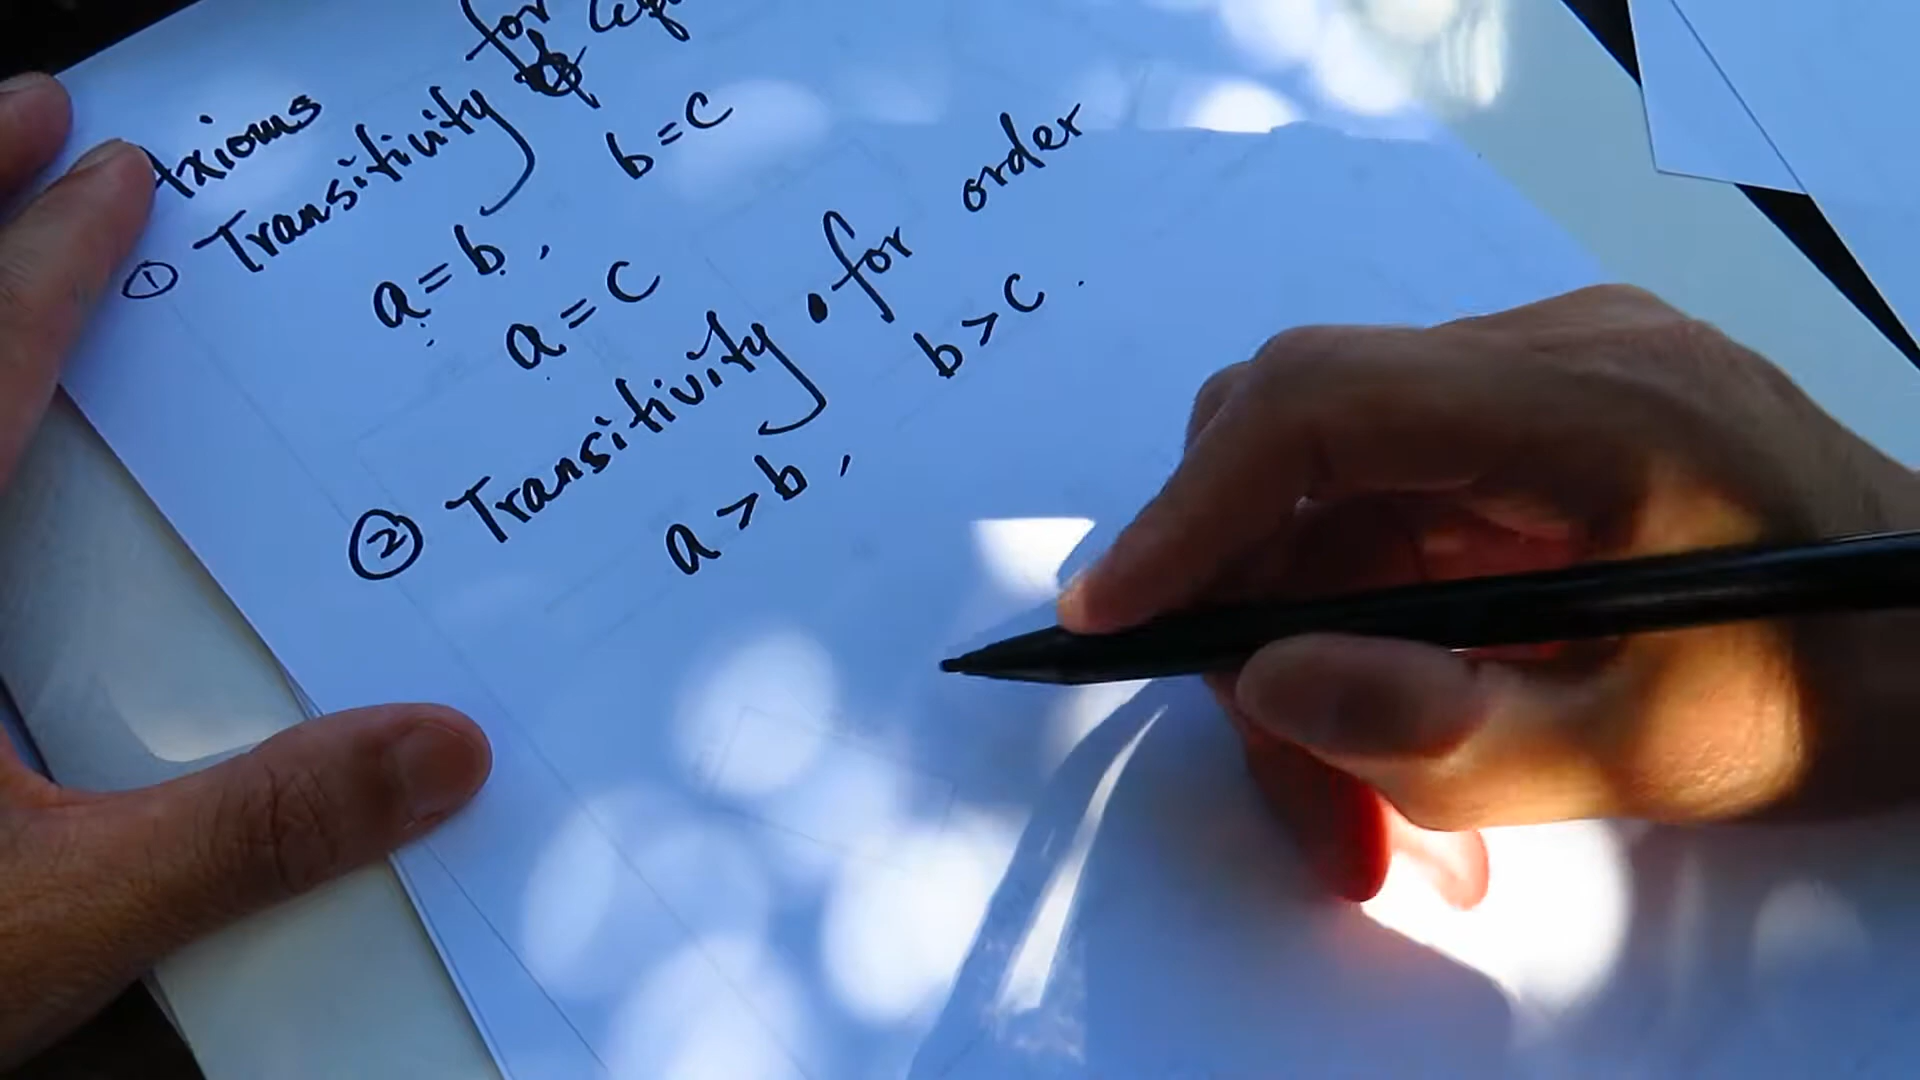 Axioms
① Transitivity for
a = b, b = c
a = c
② Transitivity for order
a > b, b > c.